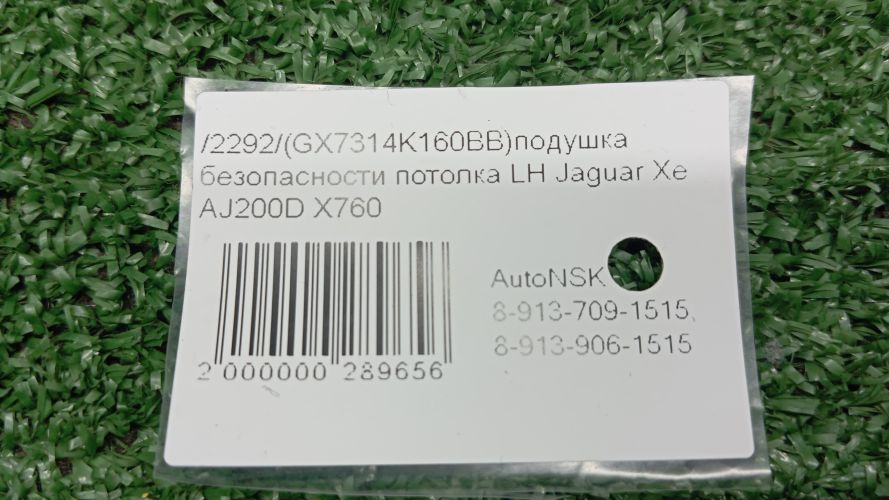 /2292/(GX7314K160BB)подушка
безопасности потолка LH Jaguar Xe
AJ200D X760
AutoNSK
8-913-709-1515,
8-913-906-1515
2 000000 289656